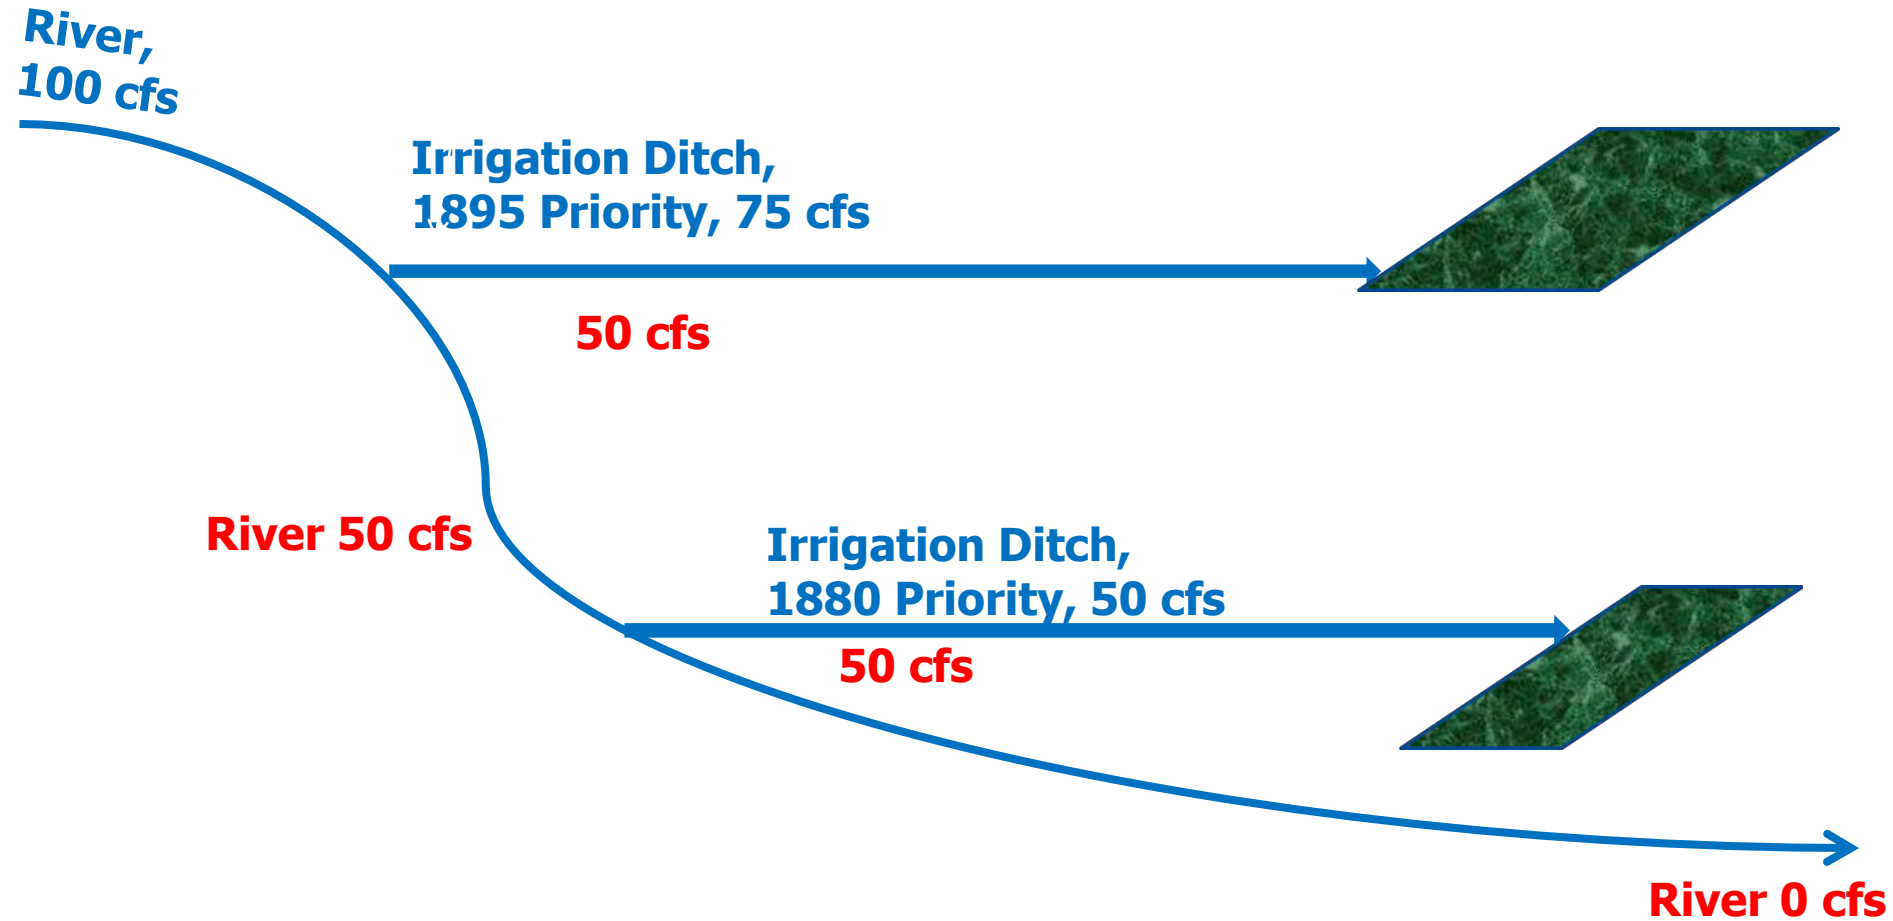 River,
100 cfs
Irrigation Ditch,
1895 Priority, 75 cfs
50 cfs
River 50 cfs
Irrigation Ditch,
1880 Priority, 50 cfs
50 cfs
River 0 cfs